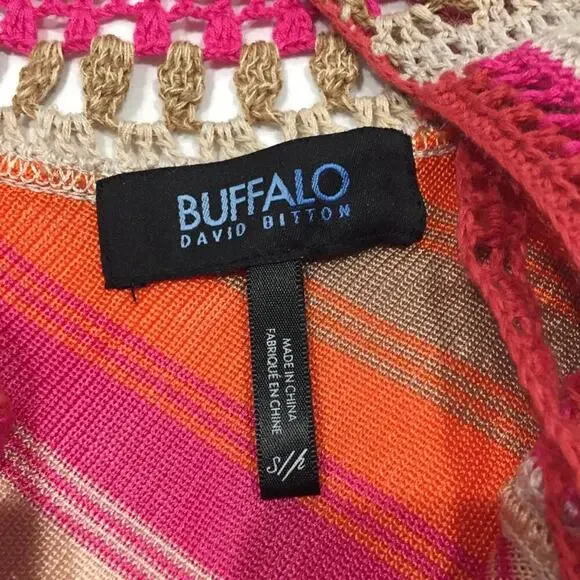 BUFFALO
DAVID BITTON
MADE IN CHINA
FABRIQUÉ EN CHINE
S//P